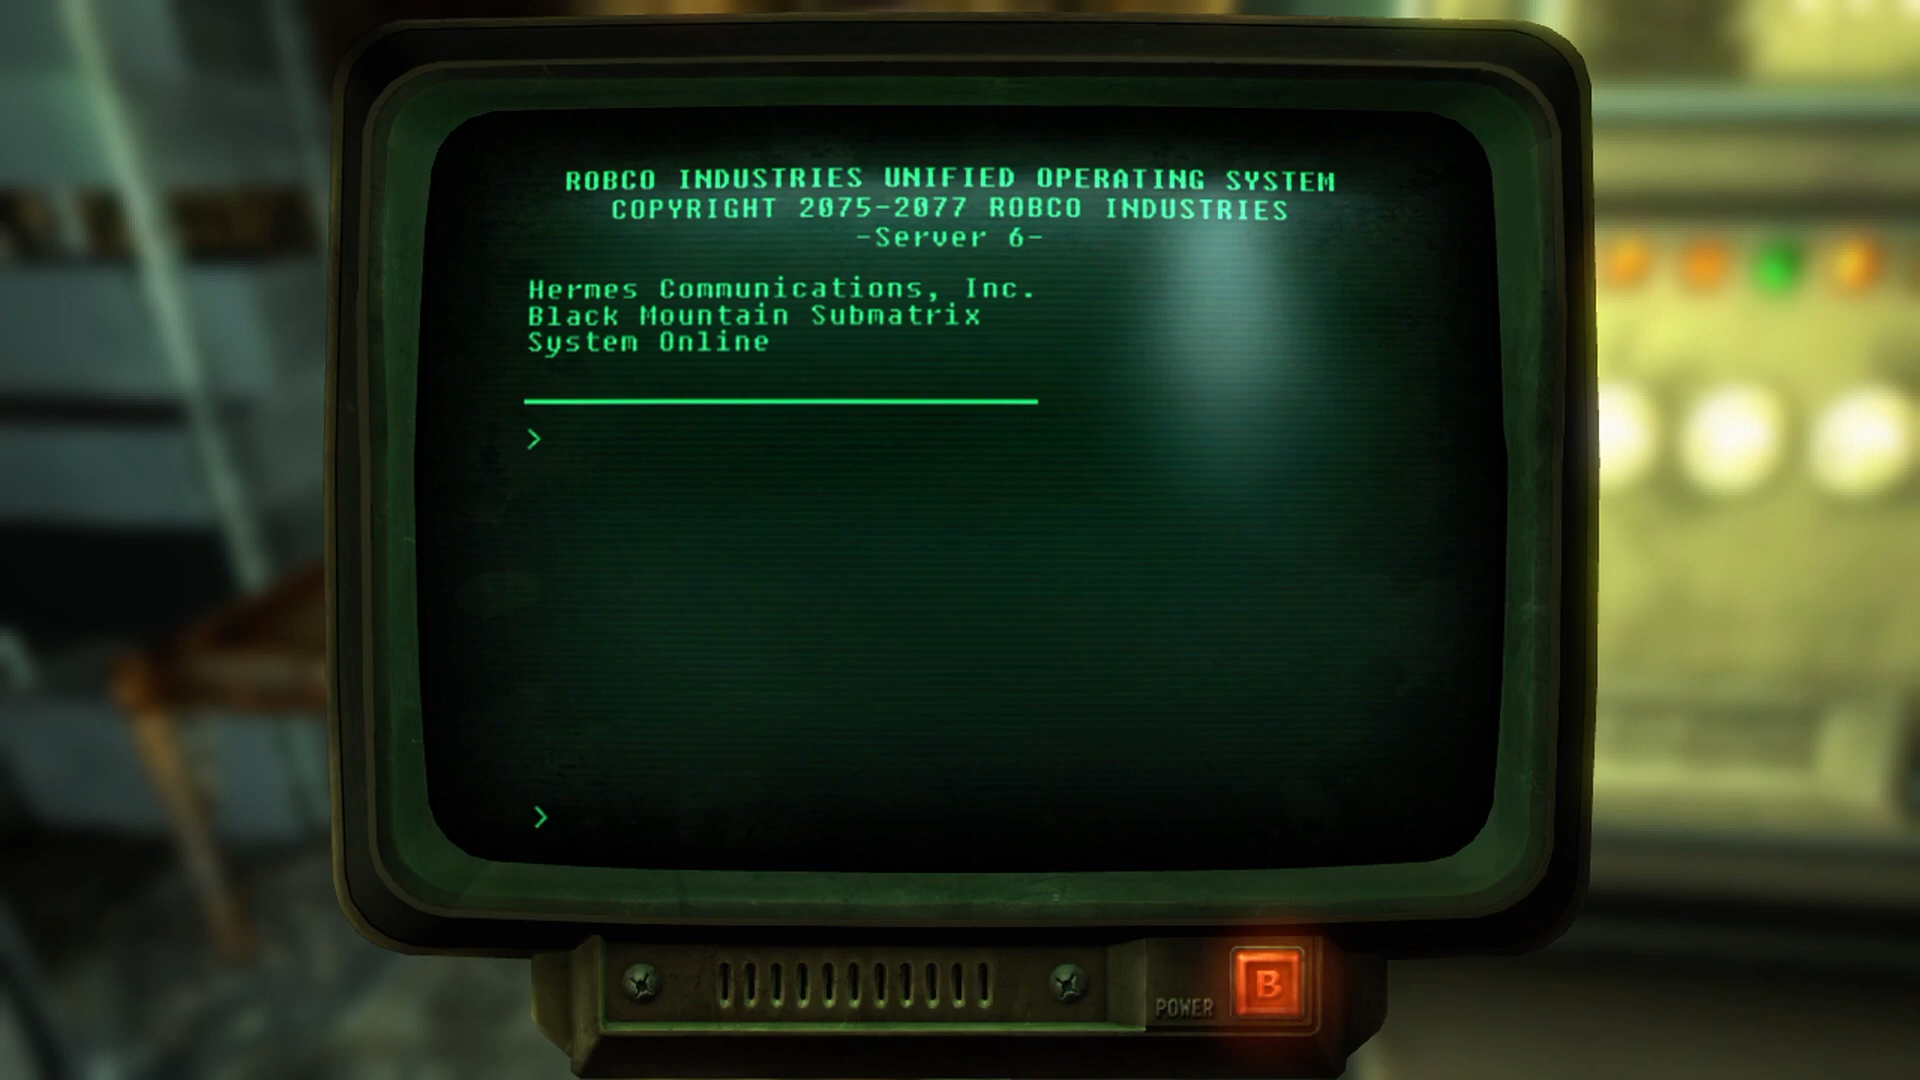 ROBCO INDUSTRIES UNIFIED OPERATING SYSTEM
COPYRIGHT 2075-2077 ROBCO INDUSTRIES
-Server 6-
Hermes Communications, Inc.
Black Mountain Submatrix
System Online
>
>
POWER
B